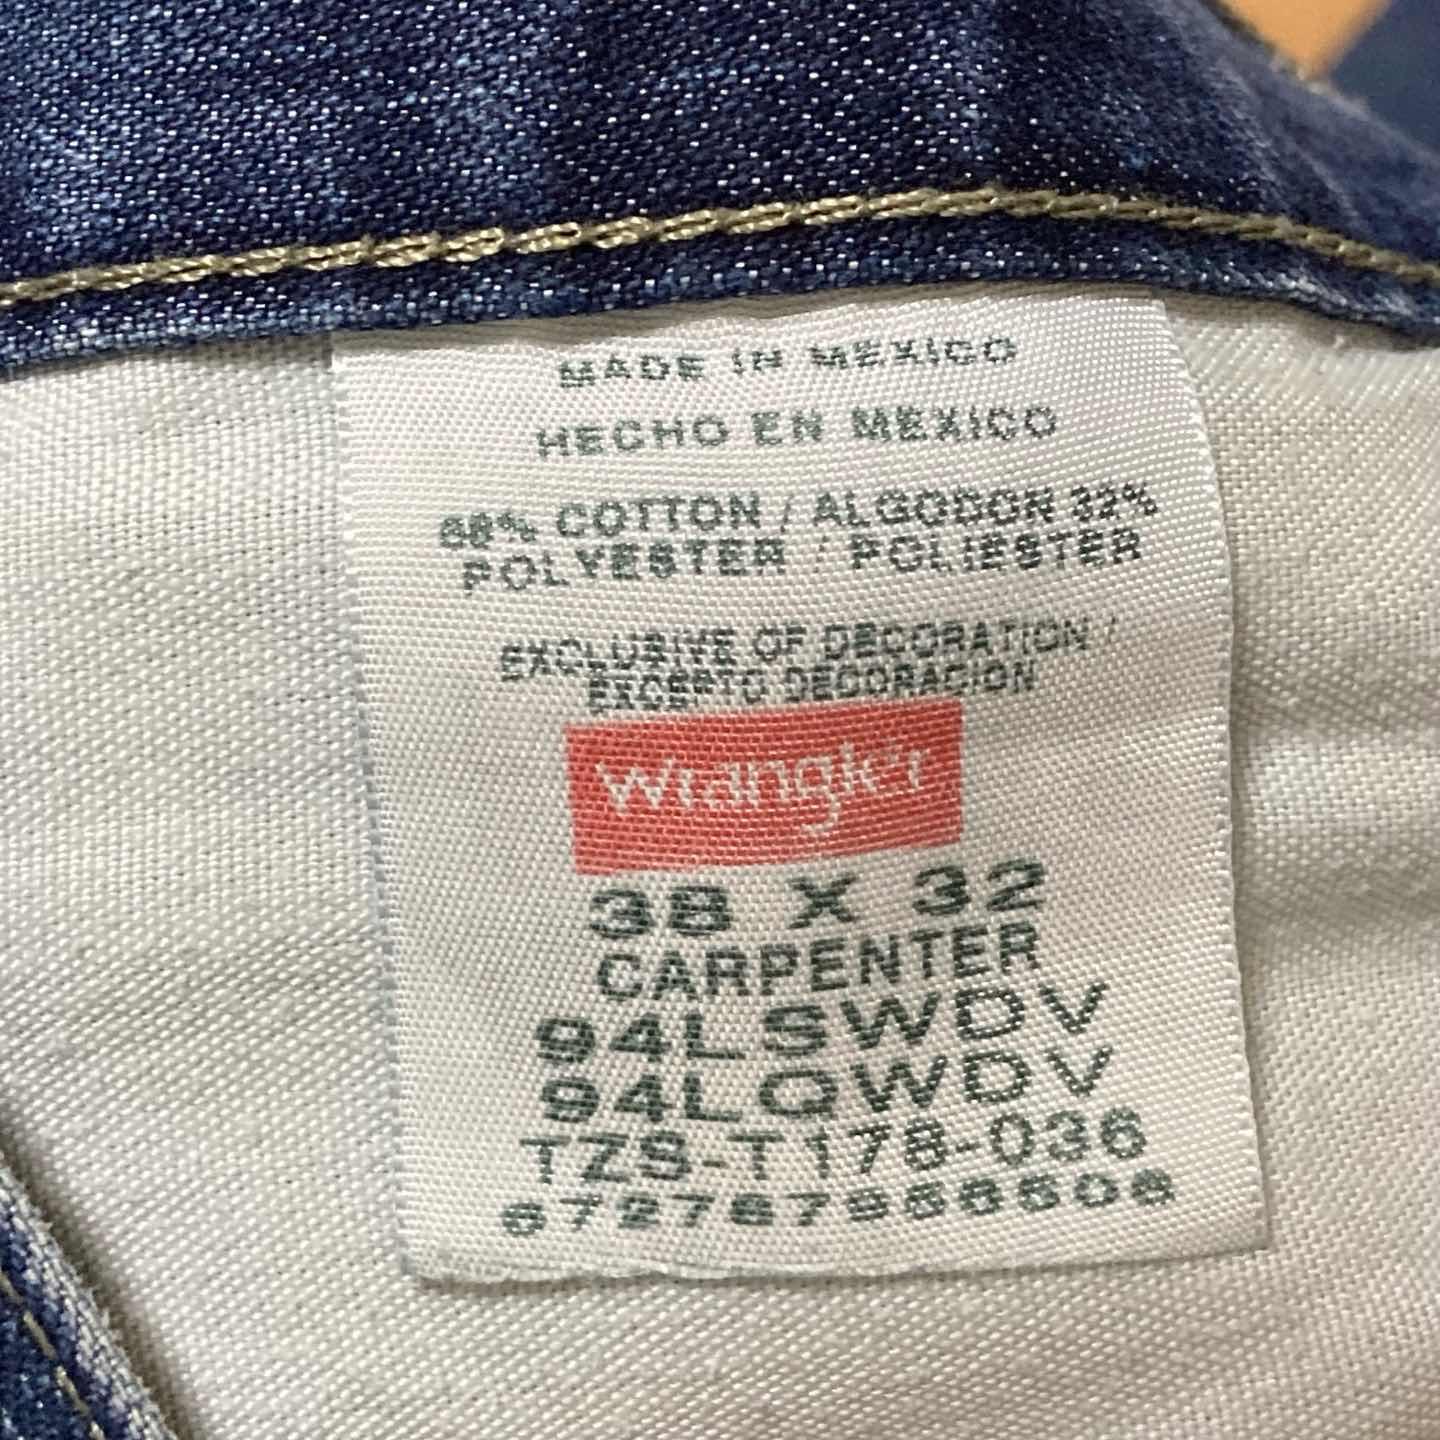 MADE IN MEXICO
HECHO EN MEXICO
68% COTTON / ALGODON 32%
POLYESTER / POLIESTER
EXCLUSIVE OF DECORATION /
EXCEPTO DECORACION
Wrangler
38 X 32
CARPENTER
94LSWDV
94LQWDV
TZS-T178-036